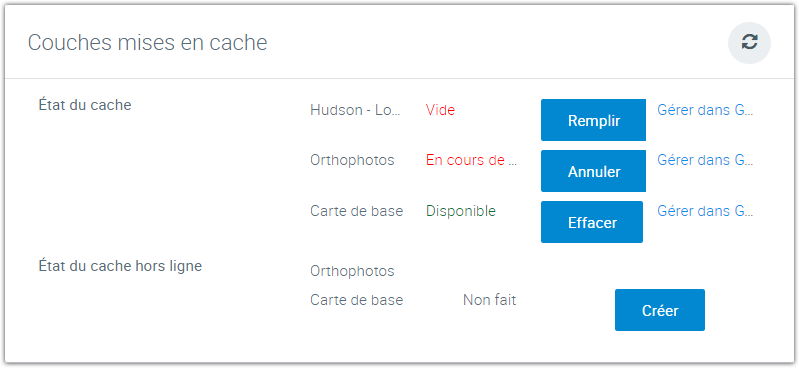 Couches mises en cache
État du cache
Hudson - Lo... Vide Remplir Gérer dans G...
Orthophotos En cours de ... Annuler Gérer dans G...
Carte de base Disponible Effacer Gérer dans G...
État du cache hors ligne
Orthophotos
Carte de base Non fait Créer